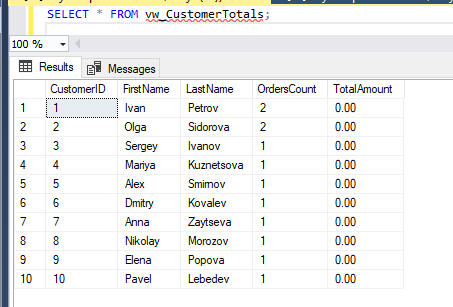 SELECT * FROM vw_CustomerTotals;
100 %
Results Messages
CustomerID FirstName LastName OrdersCount TotalAmount
1 1 Ivan Petrov 2 0.00
2 2 Olga Sidorova 2 0.00
3 3 Sergey Ivanov 1 0.00
4 4 Mariya Kuznetsova 1 0.00
5 5 Alex Smirnov 1 0.00
6 6 Dmitry Kovalev 1 0.00
7 7 Anna Zaytseva 1 0.00
8 8 Nikolay Morozov 1 0.00
9 9 Elena Popova 1 0.00
10 10 Pavel Lebedev 1 0.00